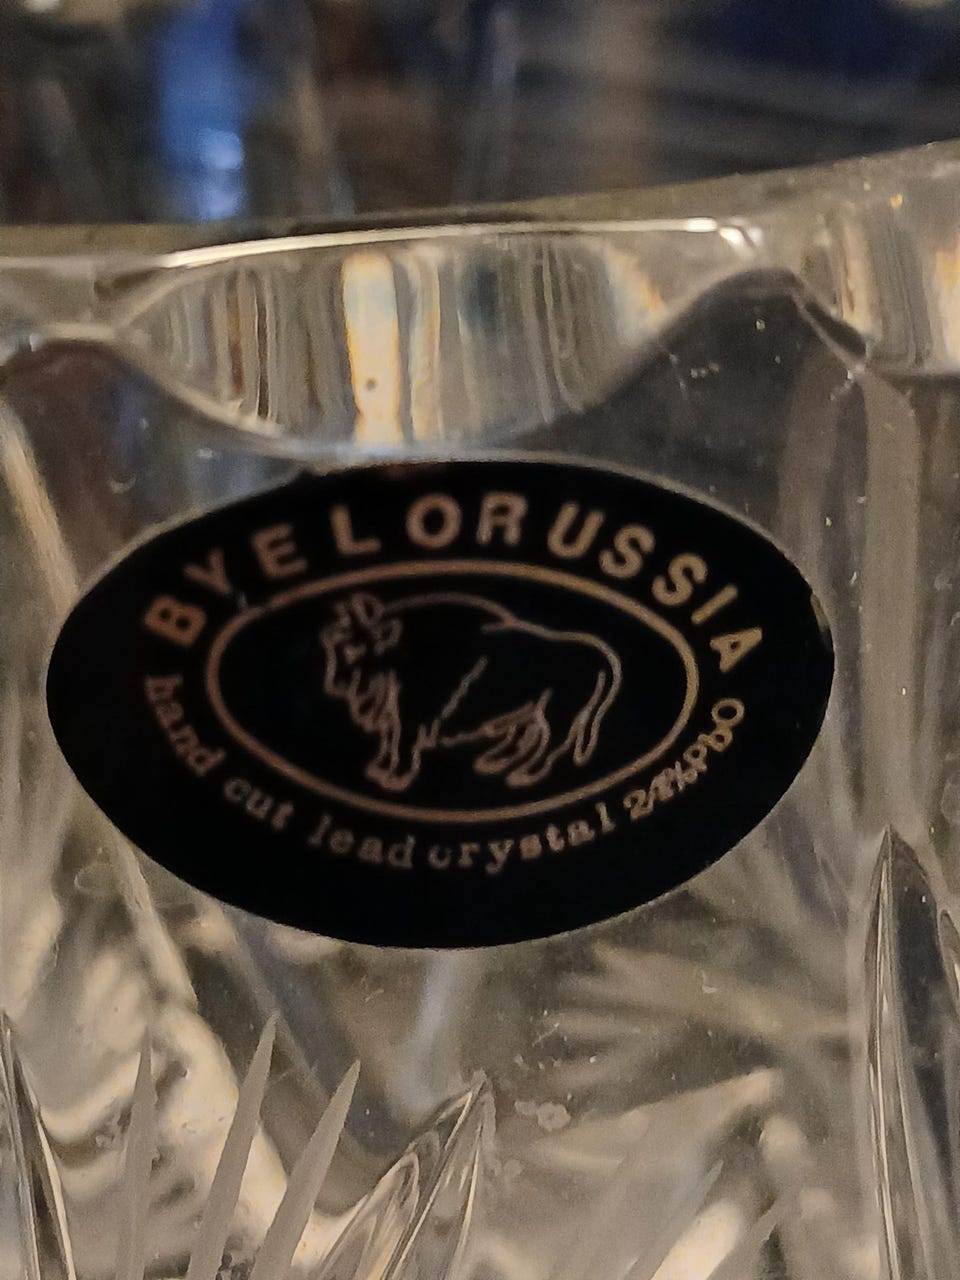 BYELORUSSIA
hand cut lead crystal 24%PbO